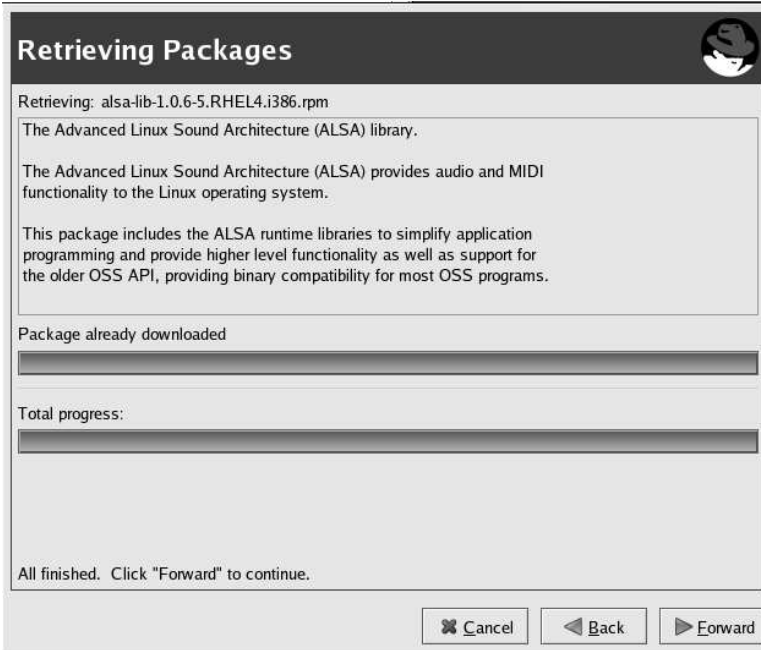 Retrieving Packages
Retrieving: alsa-lib-1.0.6-5.RHEL4.i386.rpm
The Advanced Linux Sound Architecture (ALSA) library.
The Advanced Linux Sound Architecture (ALSA) provides audio and MIDI
functionality to the Linux operating system.
This package includes the ALSA runtime libraries to simplify application
programming and provide higher level functionality as well as support for
the older OSS API, providing binary compatibility for most OSS programs.
Package already downloaded
Total progress:
All finished.  Click "Forward" to continue.
Cancel
Back
Forward